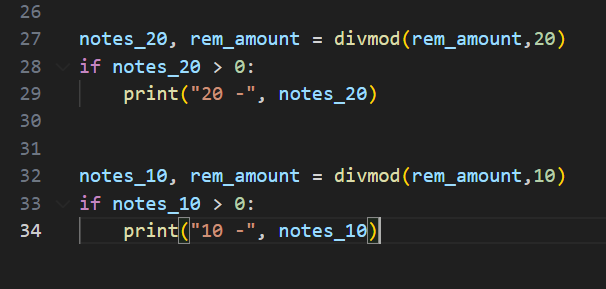 26
27 notes_20, rem_amount = divmod(rem_amount,20)
28 if notes_20 > 0:
29     print("20 -", notes_20)
30
31
32 notes_10, rem_amount = divmod(rem_amount,10)
33 if notes_10 > 0:
34     print("10 -", notes_10)